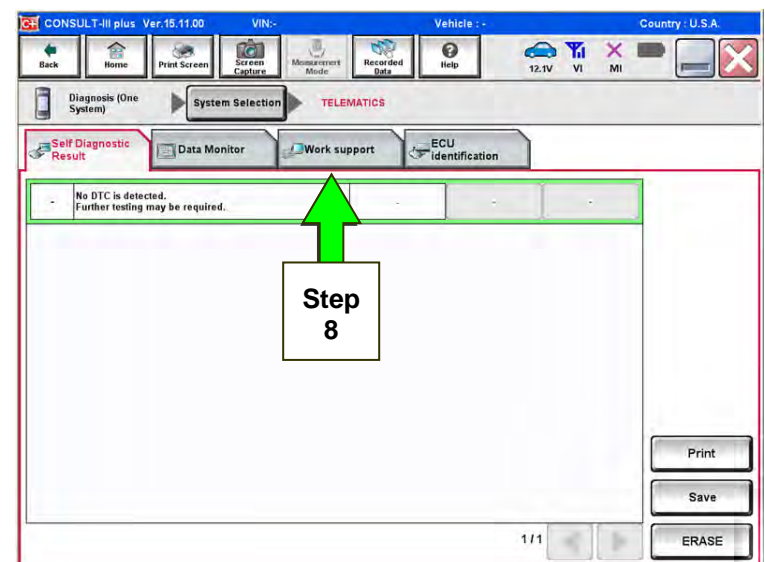 CONSULT-III plus Ver.15.11.00 VIN:- Vehicle : - Country : U.S.A.
Back Home Print Screen Screen Capture Measurement Mode Recorded Data Help 12.1V VI MI
Diagnosis (One System) System Selection TELEMATICS
Self Diagnostic Result Data Monitor Work support ECU identification
- No DTC is detected. - - -
Further testing may be required.
Step
8
Print
Save
1/1 ERASE